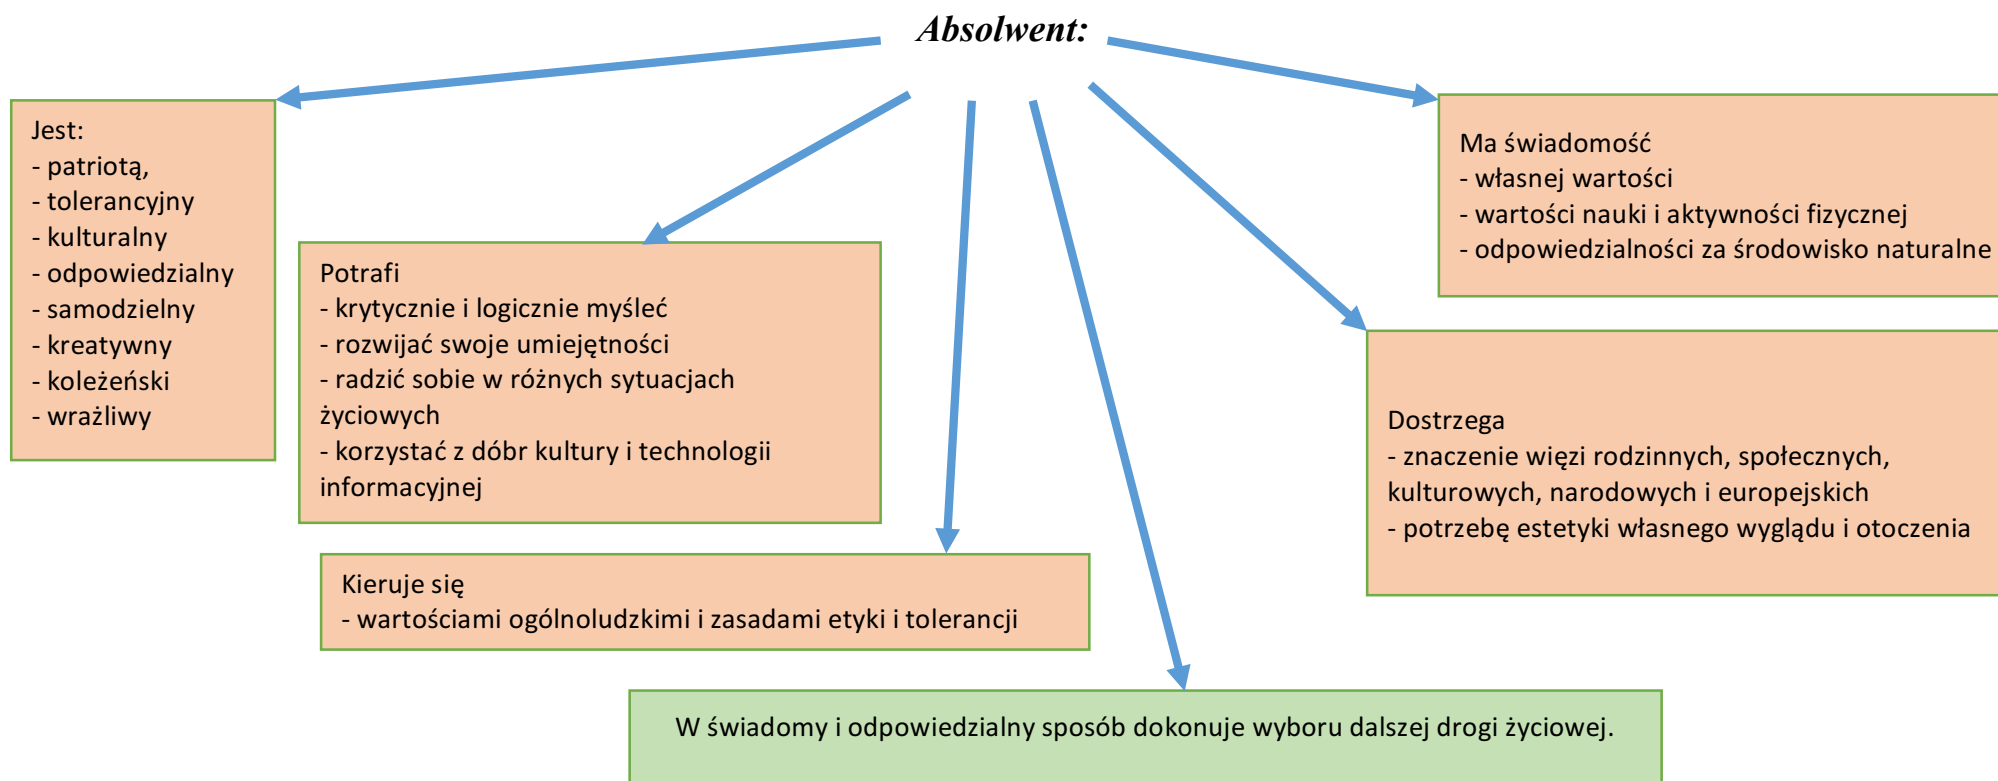 Absolwent:
Jest:
- patriotą,
- tolerancyjny
- kulturalny
- odpowiedzialny
- samodzielny
- kreatywny
- koleżeński
- wrażliwy
Potrafi
- krytycznie i logicznie myśleć
- rozwijać swoje umiejętności
- radzić sobie w różnych sytuacjach
życiowych
- korzystać z dóbr kultury i technologii
informacyjnej
Kieruje się
- wartościami ogólnoludzkimi i zasadami etyki i tolerancji
W świadomy i odpowiedzialny sposób dokonuje wyboru dalszej drogi życiowej.
Dostrzega
- znaczenie więzi rodzinnych, społecznych,
kulturowych, narodowych i europejskich
- potrzebę estetyki własnego wyglądu i otoczenia
Ma świadomość
- własnej wartości
- wartości nauki i aktywności fizycznej
- odpowiedzialności za środowisko naturalne